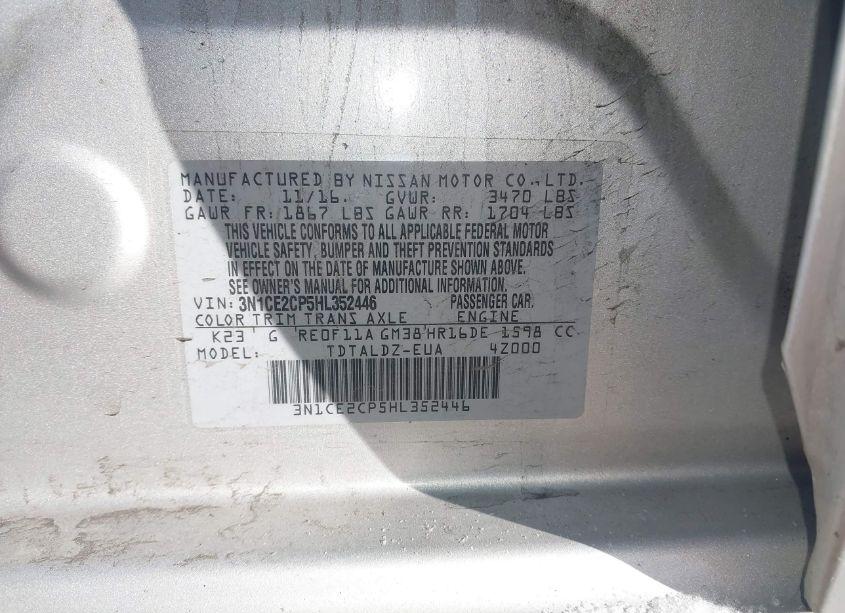 MANUFACTURED BY NISSAN MOTOR CO., LTD.
DATE: 11/16. GVWR: 3470 LBS
GAWR FR: 1867 LBS GAWR RR: 1704 LBS
THIS VEHICLE CONFORMS TO ALL APPLICABLE FEDERAL MOTOR
VEHICLE SAFETY, BUMPER AND THEFT PREVENTION STANDARDS
IN EFFECT ON THE DATE OF MANUFACTURE SHOWN ABOVE.
SEE OWNER'S MANUAL FOR ADDITIONAL INFORMATION.
VIN: 3N1CE2CP5HL352446 PASSENGER CAR.
COLOR TRIM TRANS AXLE ENGINE
K23 G RE0F11A GM38 HR16DE 1598 CC
MODEL: TDTALDZ-EUA 4Z000
3N1CE2CP5HL352446